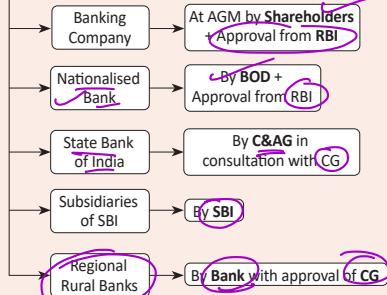 Banking
Company
At AGM by Shareholders
+ Approval from RBI
Nationalised
Bank
By BOD +
Approval from RBI
State Bank
of India
By C&AG in
consultation with CG
Subsidiaries
of SBI
By SBI
Regional
Rural Banks
By Bank with approval of CG